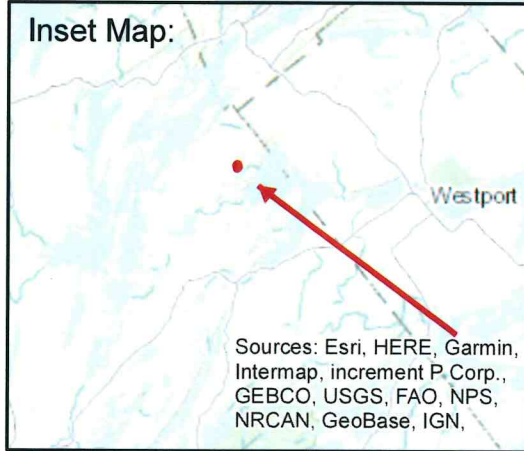 Inset Map:
Westport
Sources: Esri, HERE, Garmin,
Intermap, increment P Corp.,
GEBCO, USGS, FAO, NPS,
NRCAN, GeoBase, IGN,